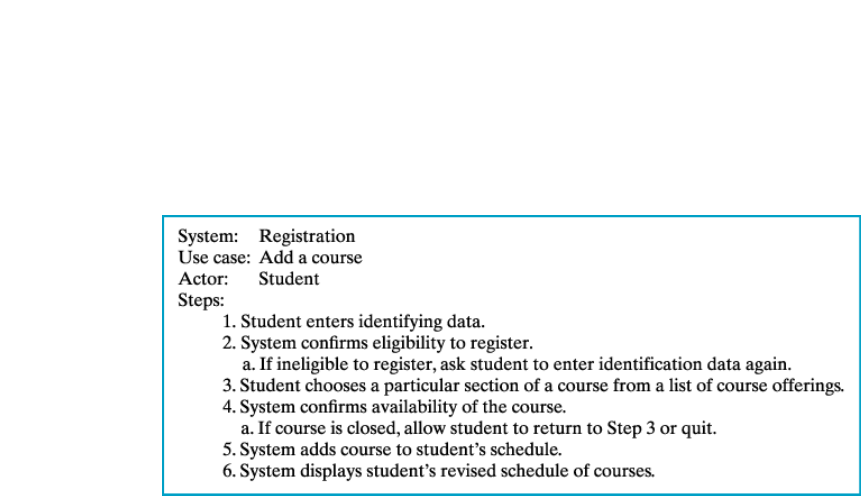 System: Registration
Use case: Add a course
Actor: Student
Steps:
1. Student enters identifying data.
2. System confirms eligibility to register.
a. If ineligible to register, ask student to enter identification data again.
3. Student chooses a particular section of a course from a list of course offerings.
4. System confirms availability of the course.
a. If course is closed, allow student to return to Step 3 or quit.
5. System adds course to student’s schedule.
6. System displays student’s revised schedule of courses.